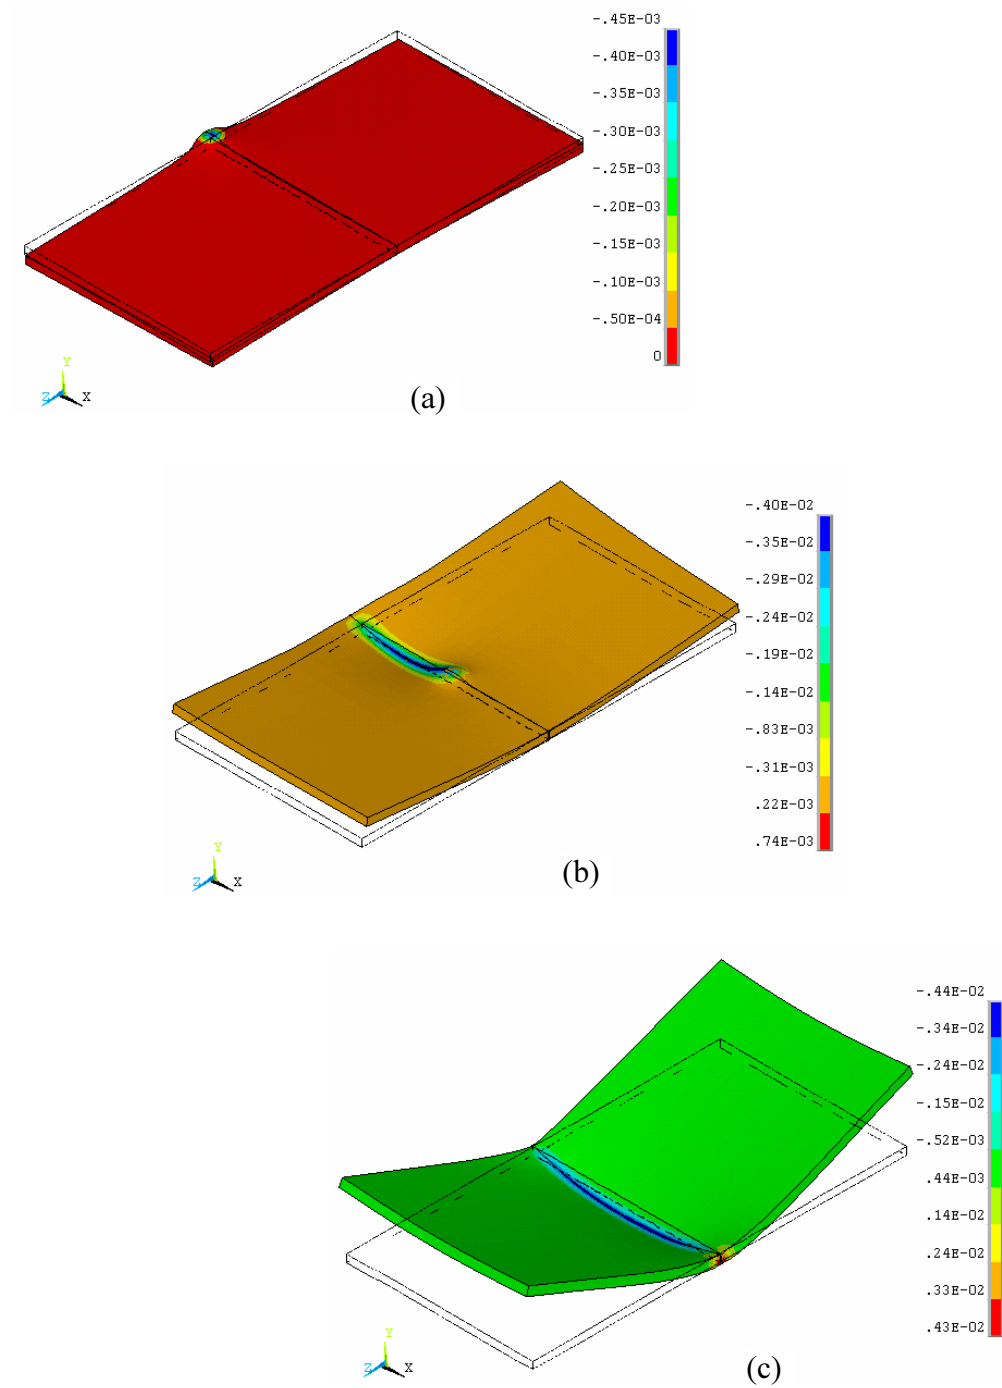 -.45E-03
-.40E-03
-.35E-03
-.30E-03
-.25E-03
-.20E-03
-.15E-03
-.10E-03
-.50E-04
0
Y
Z X
(a)
-.40E-02
-.35E-02
-.29E-02
-.24E-02
-.19E-02
-.14E-02
-.83E-03
-.31E-03
.22E-03
.74E-03
Y
Z X
(b)
-.44E-02
-.34E-02
-.24E-02
-.15E-02
-.52E-03
.44E-03
.14E-02
.24E-02
.33E-02
.43E-02
Y
Z X
(c)